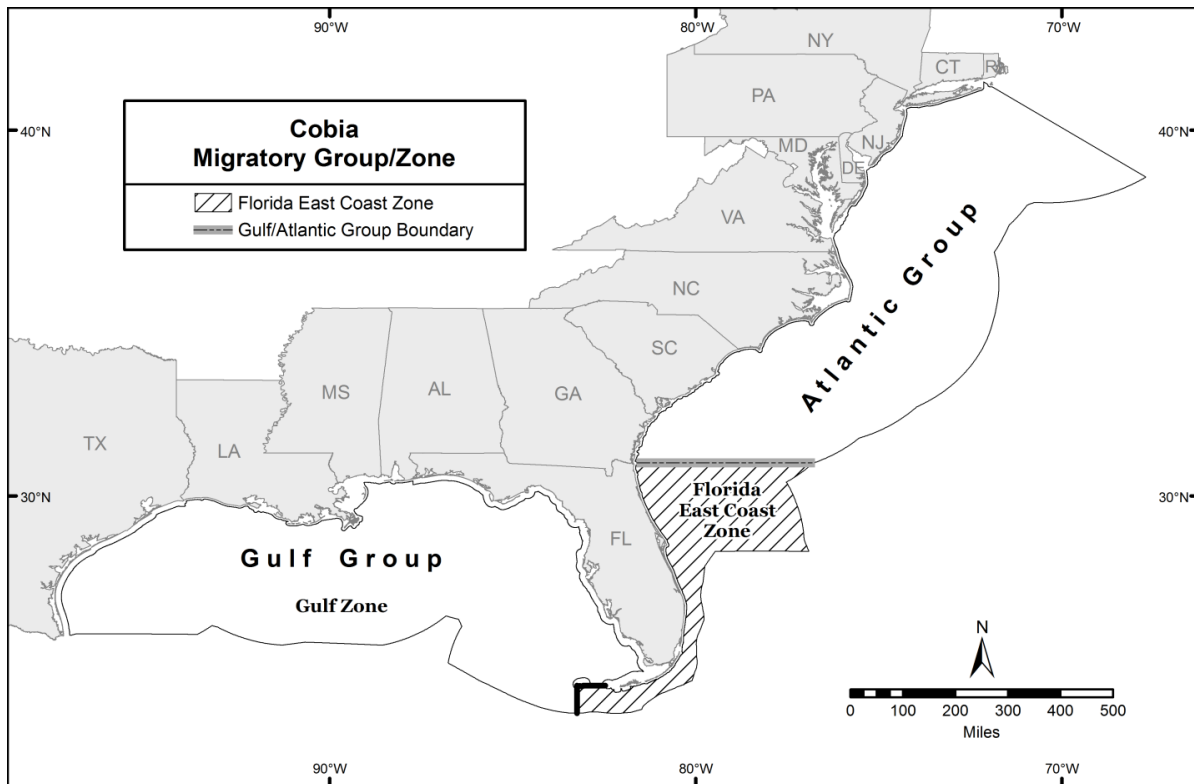 90°W 80°W 70°W
NY
CT
RI
PA
40°N 40°N
Cobia
Migratory Group/Zone
NJ
MD
DE
Florida East Coast Zone
Gulf/Atlantic Group Boundary
VA
Atlantic Group
NC
SC
MS AL GA
TX LA
30°N 30°N
Florida
East Coast
Zone
FL
Gulf Group
Gulf Zone
N
0 100 200 300 400 500
Miles
90°W 80°W 70°W